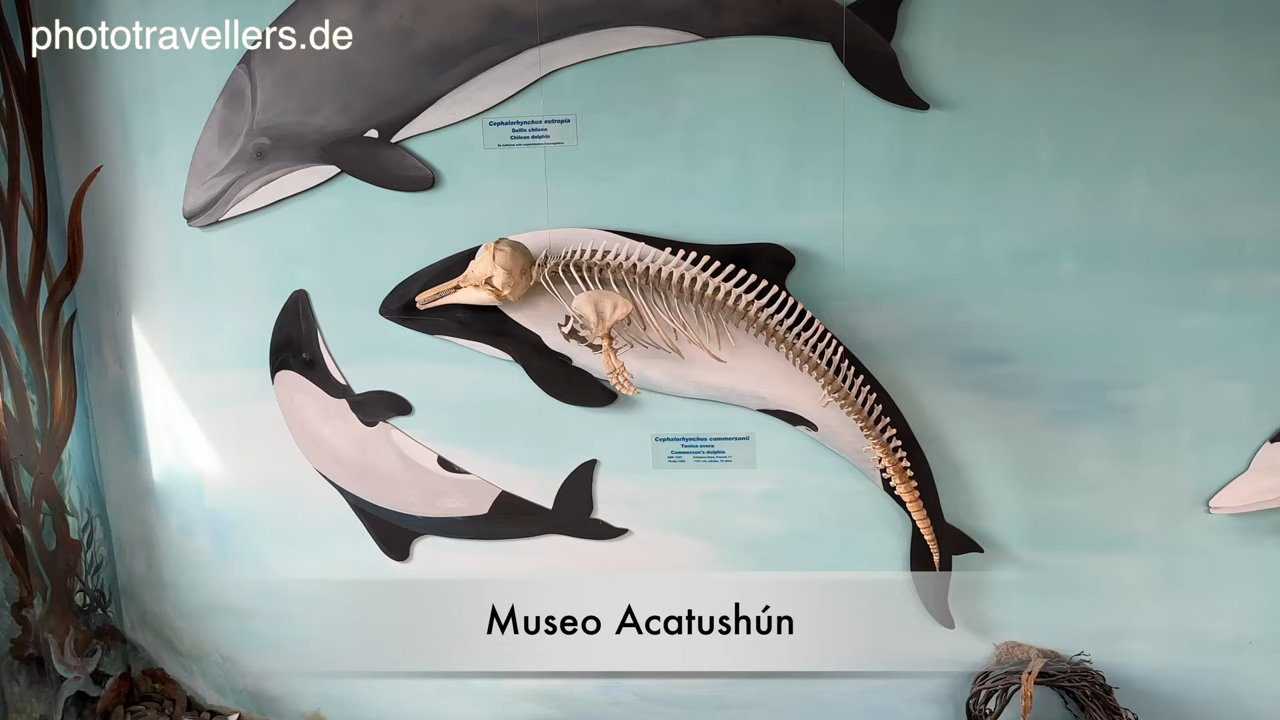 phototravellers.de
Cephalorhynchus eutropia
Delfín chileno
Chilean dolphin
Cephalorhynchus commersonii
Tonina overa
Commerson's dolphin
Museo Acatushún